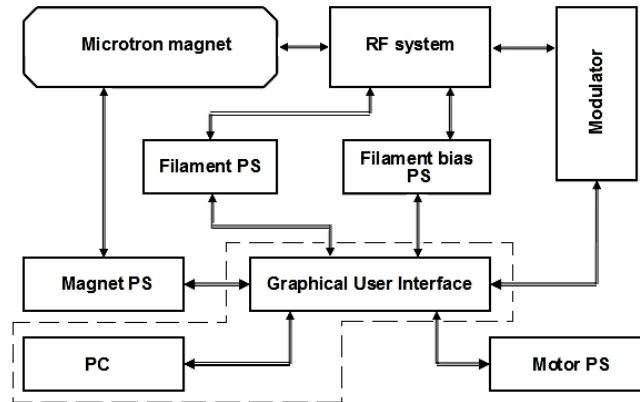 Microtron magnet
RF system
Modulator
Filament PS
Filament bias
PS
Magnet PS
Graphical User Interface
PC
Motor PS